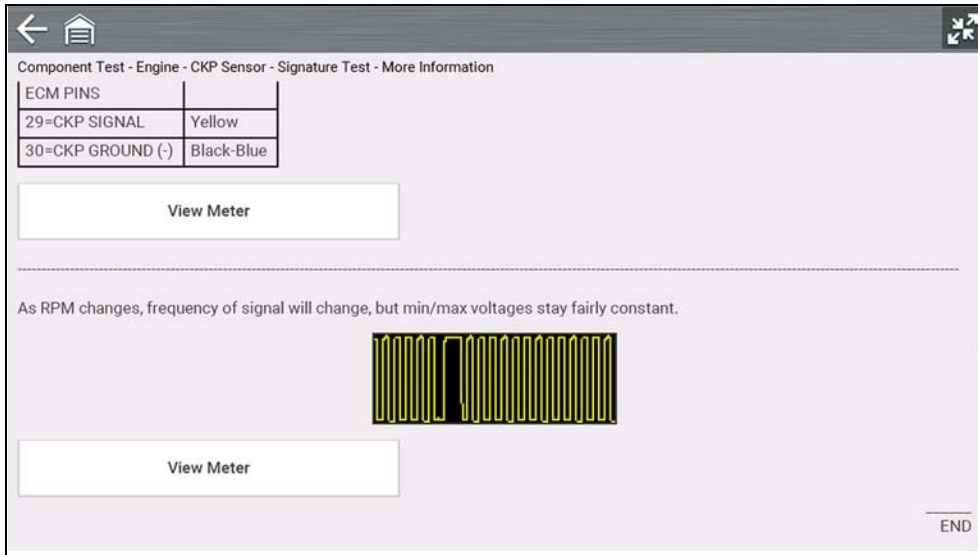 Component Test - Engine - CKP Sensor - Signature Test - More Information
ECM PINS
29=CKP SIGNAL Yellow
30=CKP GROUND (-) Black-Blue
View Meter
As RPM changes, frequency of signal will change, but min/max voltages stay fairly constant.
View Meter
END